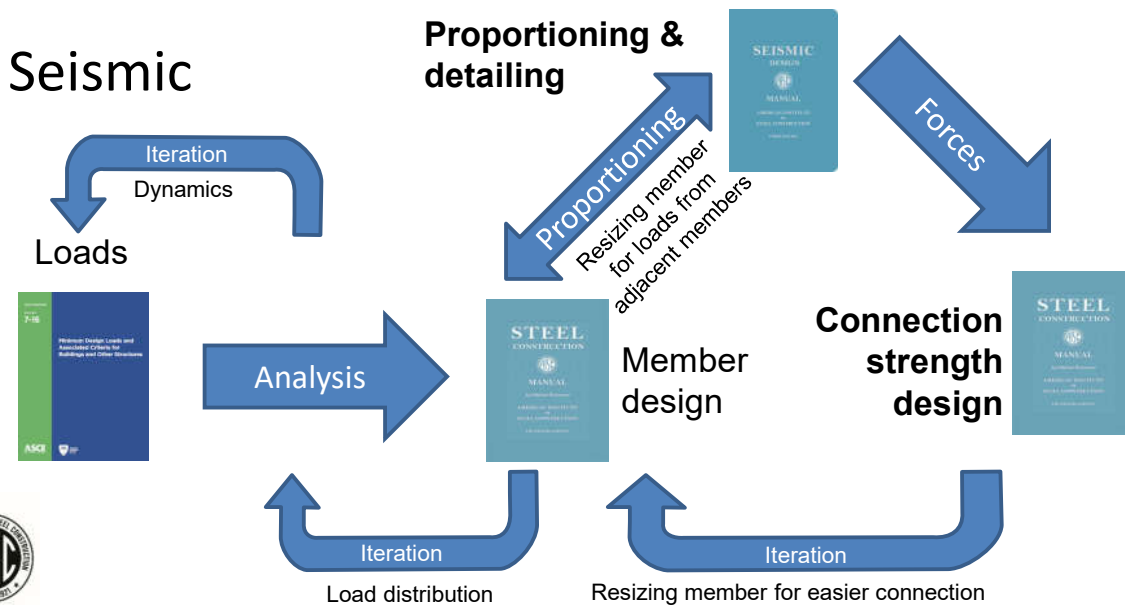 Seismic
Proportioning &
detailing
SEISMIC
DESIGN
MANUAL
Iteration
Dynamics
Loads
7-16
Minimum Design Loads and
Associated Criteria for
Buildings and Other Structures
ASCE
Analysis
Proportioning
Resizing member
for loads from
adjacent members
Forces
STEEL
CONSTRUCTION
MANUAL
Member
design
Connection
strength
design
STEEL
CONSTRUCTION
MANUAL
Iteration
Load distribution
Iteration
Resizing member for easier connection